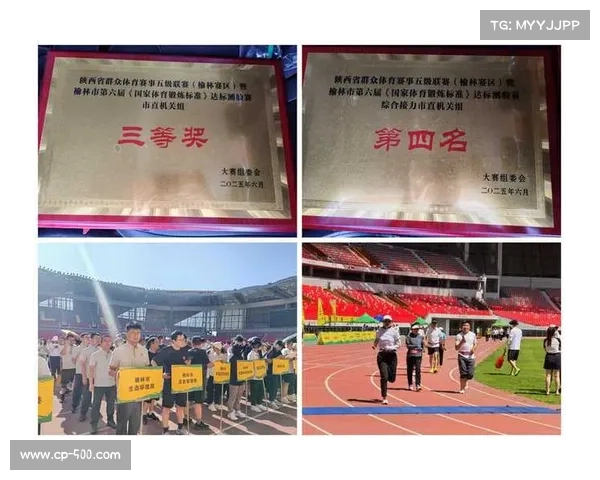 TG: MYYJJPP
陕西省群众体育赛事五级联赛（榆林赛区）暨
榆林市第六届《国家体育锻炼标准》达标测验赛
市直机关组
三等奖
大赛组委会
二〇二五年六月
陕西省群众体育赛事五级联赛（榆林赛区）暨
榆林市第六届《国家体育锻炼标准》达标测验赛
综合接力市直机关组
第四名
大赛组委会
二〇二五年六月
榆林市
生态环境局
www.cp-500.com